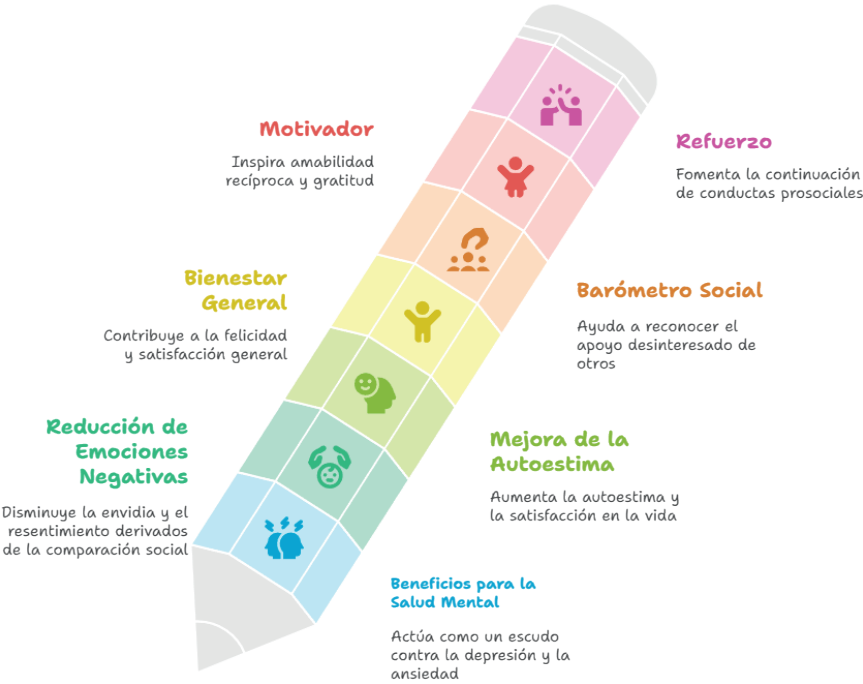 Motivador
Inspira amabilidad
recíproca y gratitud
Refuerzo
Fomenta la continuación
de conductas prosociales
Bienestar
General
Contribuye a la felicidad
y satisfacción general
Barómetro Social
Ayuda a reconocer el
apoyo desinteresado de
otros
Reducción de
Emociones
Negativas
Disminuye la envidia y el
resentimiento derivados
de la comparación social
Mejora de la
Autoestima
Aumenta la autoestima y
la satisfacción en la vida
Beneficios para la
Salud Mental
Actúa como un escudo
contra la depresión y la
ansiedad